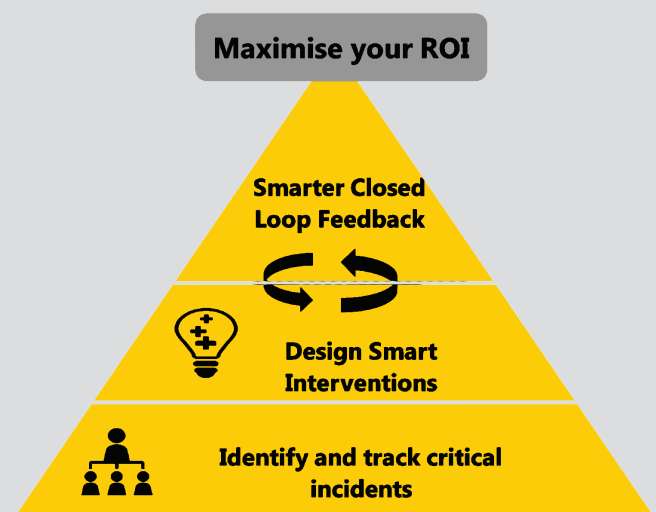 Maximise your ROI
Smarter Closed
Loop Feedback
Design Smart
Interventions
Identify and track critical
incidents